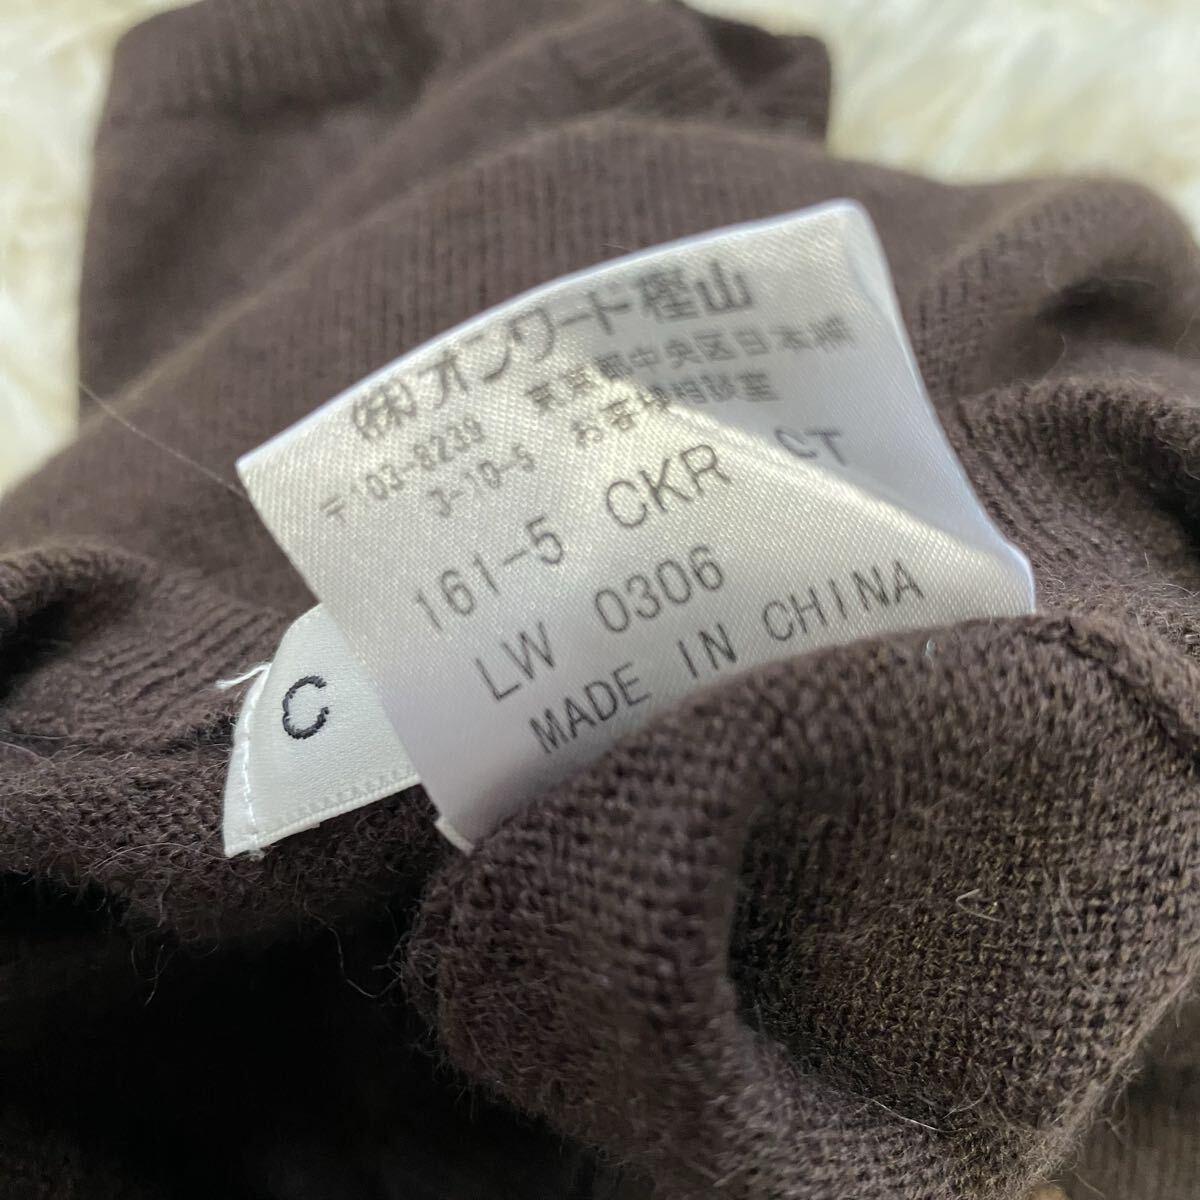 ㈱オンワード樫山
〒103-8239 東京都中央区日本橋
3-10-5 お客様相談室
161-5 CKR ST
LW 0306
MADE IN CHINA
C